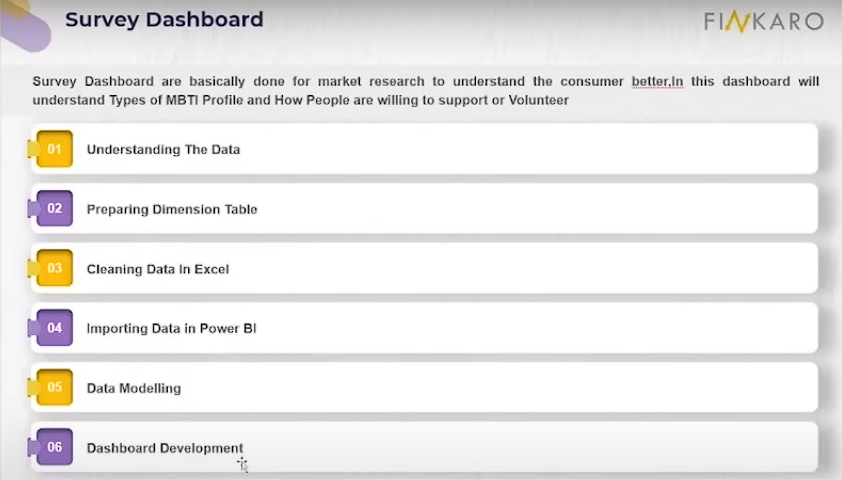 Survey Dashboard
FINKARO
Survey Dashboard are basically done for market research to understand the consumer better,In this dashboard will
understand Types of MBTI Profile and How People are willing to support or Volunteer
01 Understanding The Data
02 Preparing Dimension Table
03 Cleaning Data In Excel
04 Importing Data in Power BI
05 Data Modelling
06 Dashboard Development